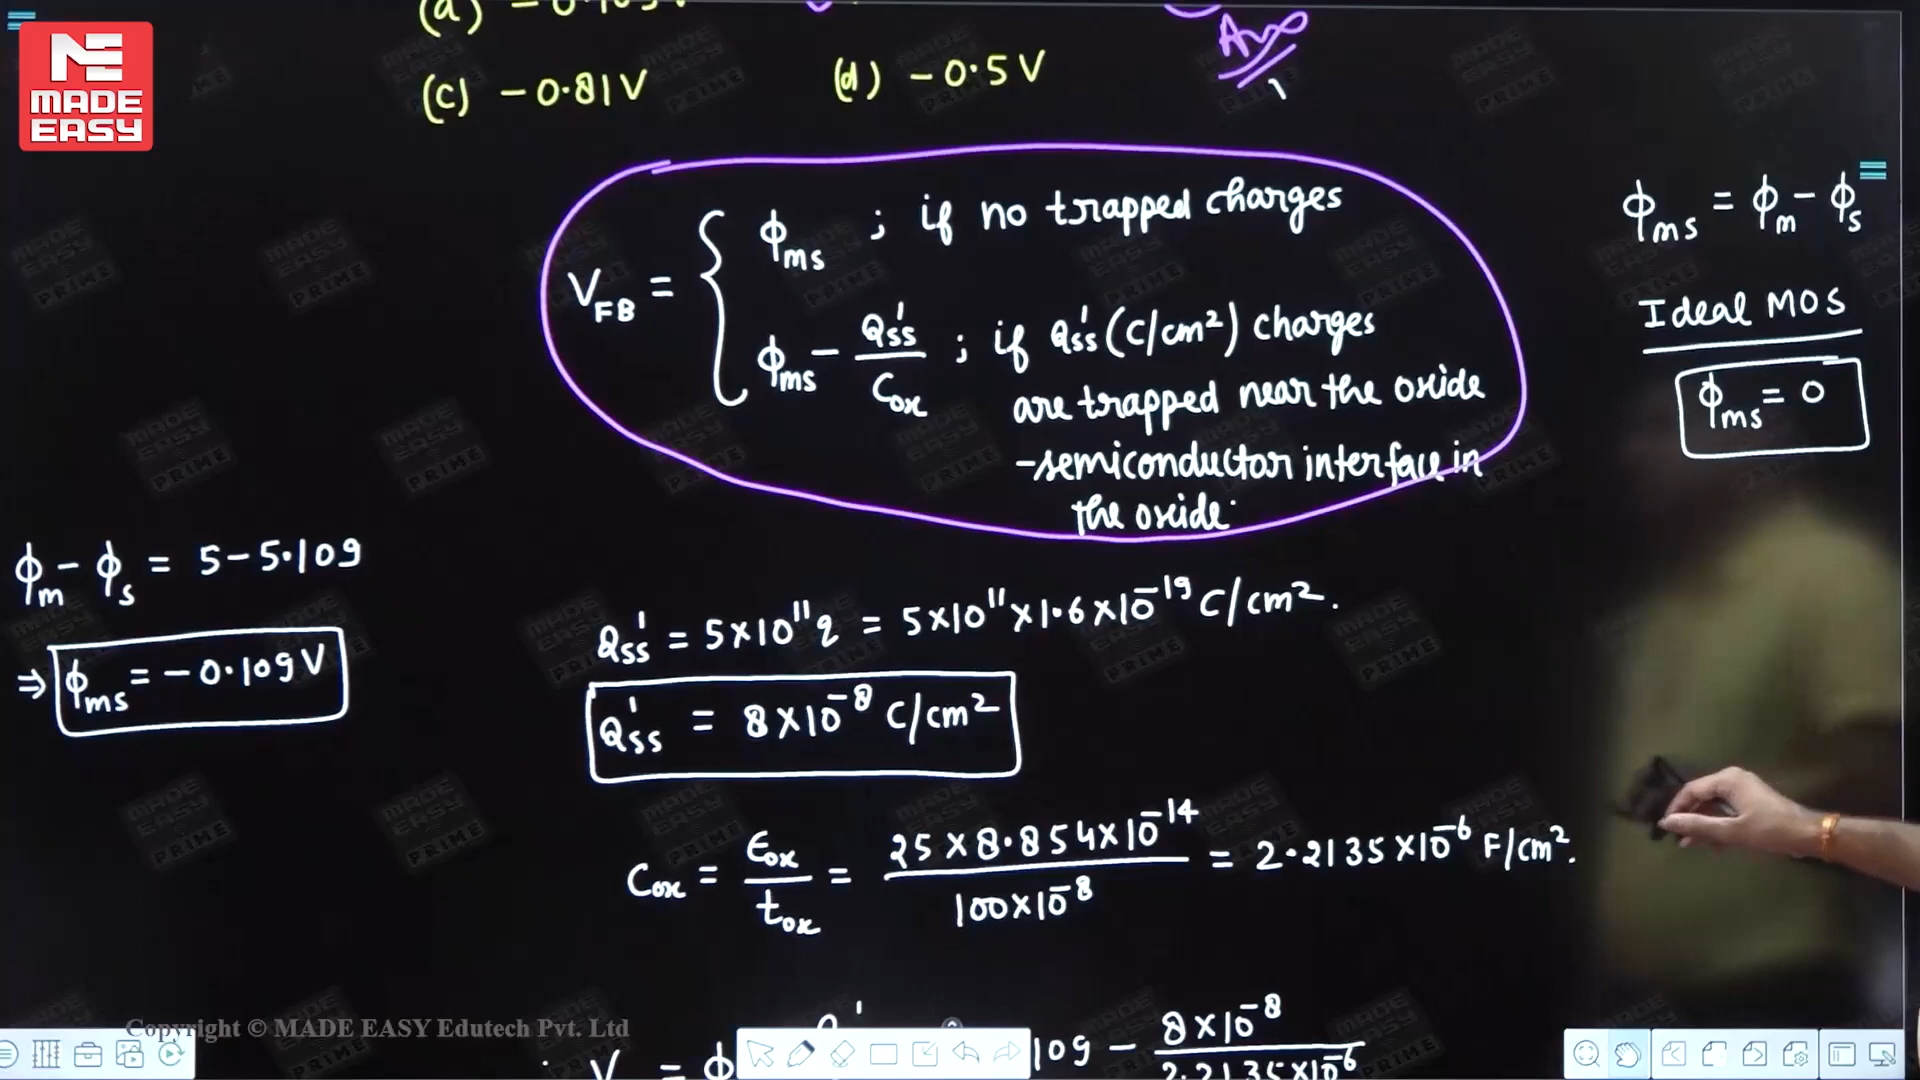 (c) - 0.81 V
(d) - 0.5 V
Ans
MADE
EASY
V_FB = { ϕ_ms ; if no trapped charges
ϕ_ms - Q'ss / Cox ; if Q'ss (C/cm²) charges
are trapped near the oxide
-semiconductor interface in
the oxide.
ϕ_ms = ϕ_m - ϕ_s
Ideal MOS
ϕ_ms = 0
ϕ_m - ϕ_s = 5 - 5.109
⇒ ϕ_ms = - 0.109 V
Q'ss = 5×10¹¹ q = 5×10¹¹ × 1.6×10⁻¹⁹ C/cm².
Q'ss = 8×10⁻⁸ C/cm²
Cox = ϵox / tox = 25 × 8.854×10⁻¹⁴ / 100×10⁻⁸ = 2.2135×10⁻⁶ F/cm².
109 - 8×10⁻⁸ / 2.2135×10⁻⁶
Copyright © MADE EASY Edutech Pvt. Ltd